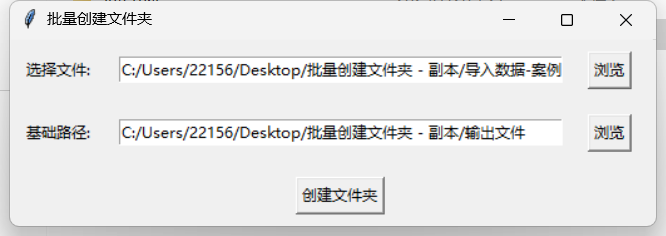 批量创建文件夹
选择文件: C:/Users/22156/Desktop/批量创建文件夹 - 副本/导入数据-案例 浏览
基础路径: C:/Users/22156/Desktop/批量创建文件夹 - 副本/输出文件 浏览
创建文件夹